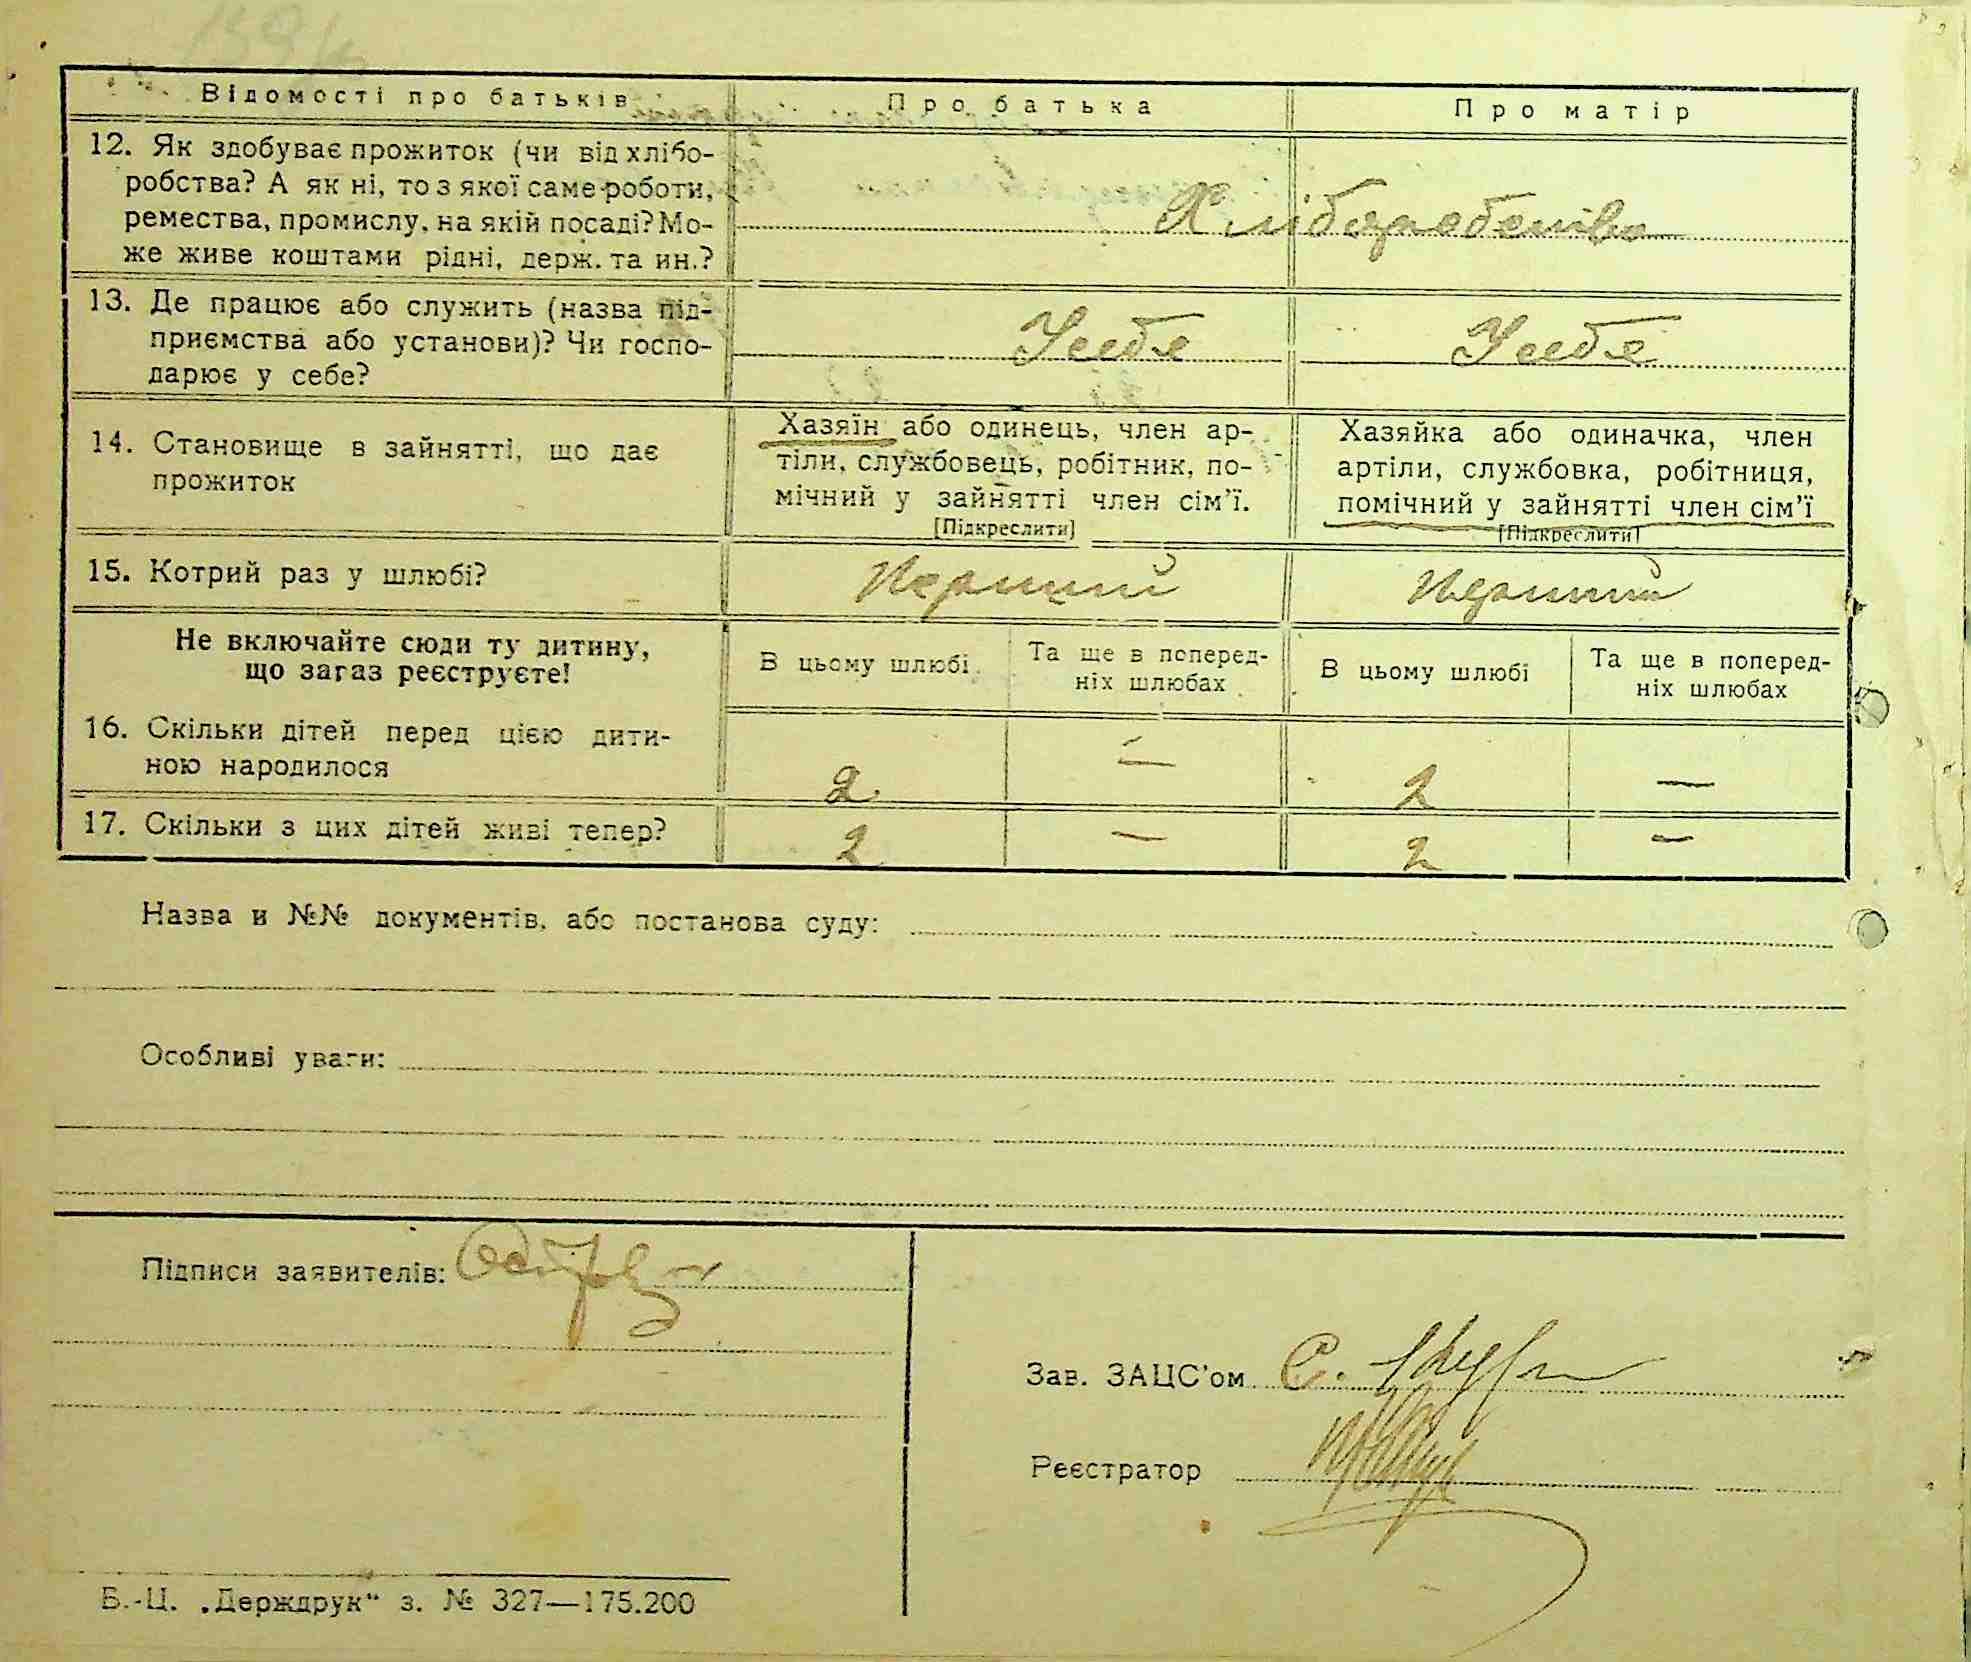 Відомості про батьків
Про батька
Про матір
12. Як здобуває прожиток (чи від хлібо-
робства? А як ні, то з якої саме роботи,
ремества, промислу, на якій посаді? Мо-
же живе коштами рідні, держ. та ин.?
Хлібаробство
13. Де працює або служить (назва під-
приємства або установи)? Чи госпо-
дарює у себе?
У себе
У себе
14. Становище в зайнятті, що дає
прожиток
Хазяїн або одинець, член ар-
тіли, службовець, робітник, по-
мічний у зайнятті член сім'ї.
[Підкреслити]
Хазяйка або одиначка, член
артіли, службовка, робітниця,
помічний у зайнятті член сім'ї
[Підкреслити]
15. Котрий раз у шлюбі?
Перший
Перший
Не включайте сюди ту дитину,
що загаз реєструєте!
В цьому шлюбі
Та ще в поперед-
ніх шлюбах
В цьому шлюбі
Та ще в поперед-
ніх шлюбах
16. Скільки дітей перед цією дити-
ною народилося
2 — 2 —
17. Скільки з цих дітей живі тепер?
2 — 2 —
Назва и №№ документів, або постанова суду:
Особливі уваги:
Підписи заявителів:
Зав. ЗАЦС'ом С.
Реєстратор
Б.-Ц. „Держдрук" з. № 327—175.200